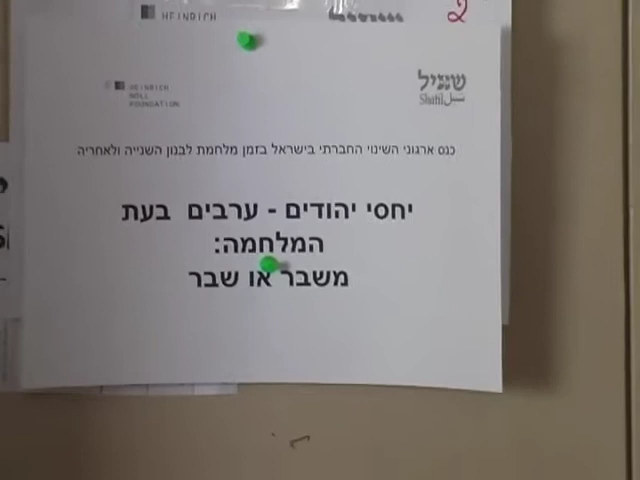 HEINRICH
2
HEINRICH
BÖLL
FOUNDATION
שתיל
Shatil شتيل
כנס ארגוני השינוי החברתי בישראל בזמן מלחמת לבנון השנייה ולאחריה
יחסי יהודים - ערבים בעת
המלחמה:
משבר או שבר